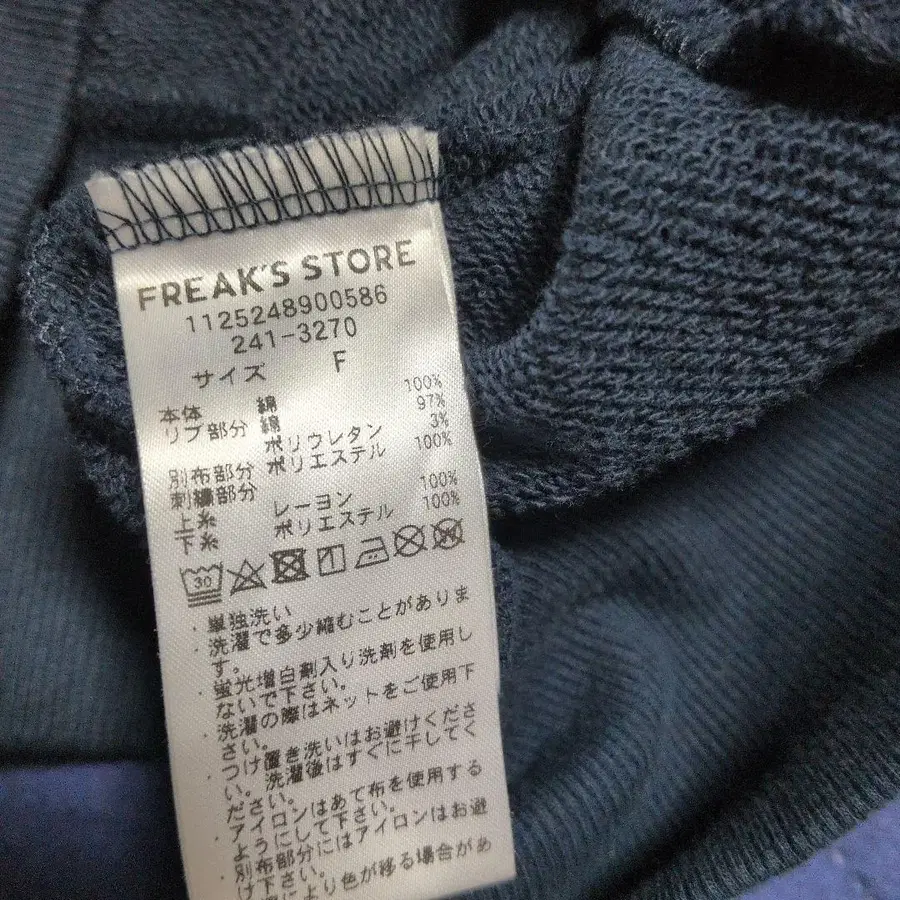 FREAK'S STORE
1125248900586
241-3270
サイズ F
100%
本体 綿 97%
リブ部分 綿 3%
ポリウレタン 100%
別布部分 ポリエステル
刺繍部分 100%
上糸 レーヨン 100%
下糸 ポリエステル
30
・単独洗い
・洗濯で多少縮むことがありま
す。
・蛍光増白剤入り洗剤を使用し
ないで下さい。
・洗濯の際はネットをご使用下
さい。
・つけ置き洗いはお避けくださ
い。洗濯後はすぐに干してく
ださい。
・アイロンはあて布を使用する
ようにして下さい。
・別布部分にはアイロンはお避
け下さい。
により色が移る場合があ